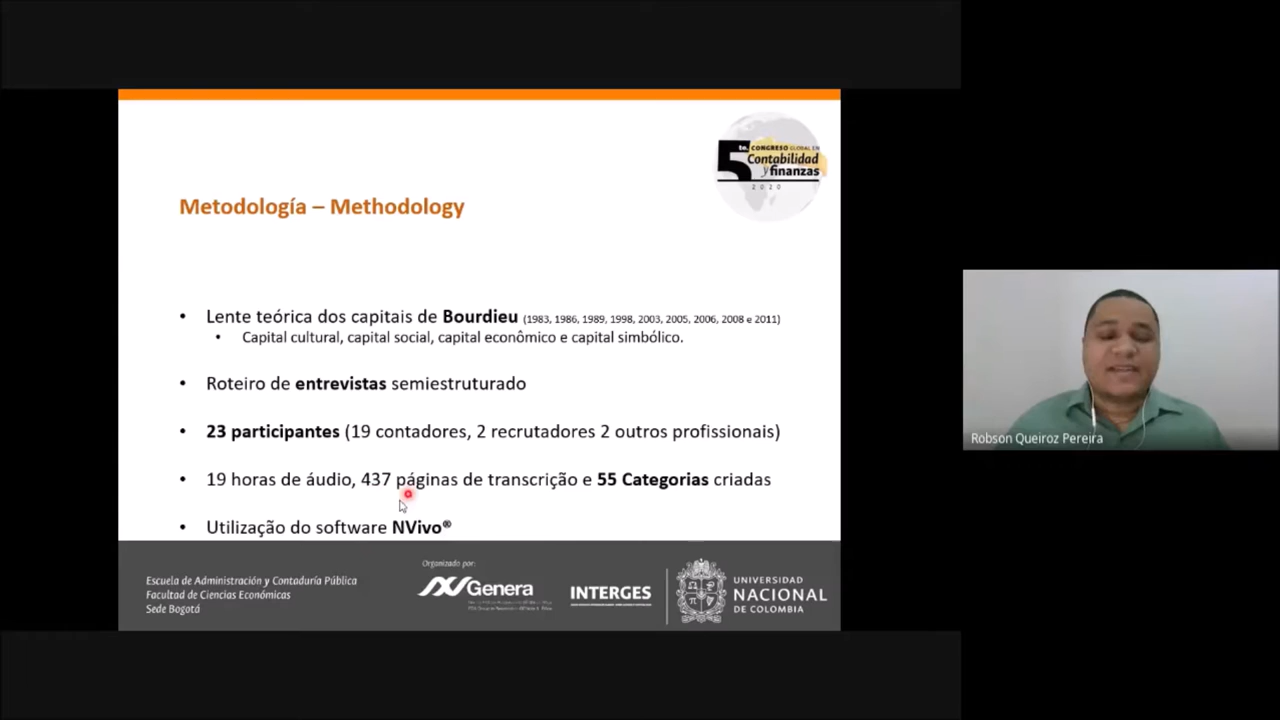 5to. CONGRESO GLOBAL EN
Contabilidad
y finanzas
2020
Metodología – Methodology
• Lente teórica dos capitais de Bourdieu (1983, 1986, 1989, 1998, 2003, 2005, 2006, 2008 e 2011)
• Capital cultural, capital social, capital econômico e capital simbólico.
• Roteiro de entrevistas semiestruturado
• 23 participantes (19 contadores, 2 recrutadores 2 outros profissionais)
• 19 horas de áudio, 437 páginas de transcrição e 55 Categorias criadas
• Utilização do software NVivo®
Robson Queiroz Pereira
Escuela de Administración y Contaduría Pública
Facultad de Ciencias Económicas
Sede Bogotá
Organizado por:
Genera
INTERGES
UNIVERSIDAD
NACIONAL
DE COLOMBIA